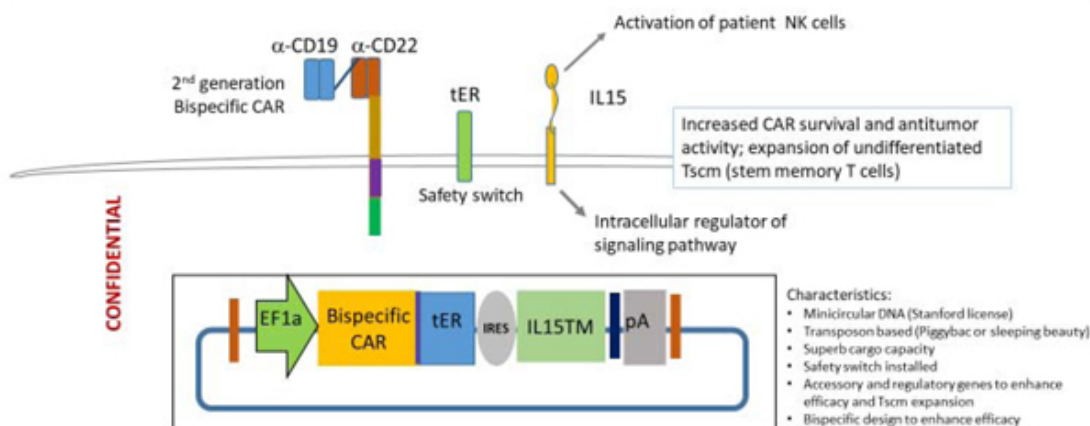 α-CD19 α-CD22
2nd generation
Bispecific CAR
tER
Safety switch
Activation of patient NK cells
IL15
Intracellular regulator of
signaling pathway
Increased CAR survival and antitumor
activity; expansion of undifferentiated
Tscm (stem memory T cells)
CONFIDENTIAL
EF1a
Bispecific
CAR
tER
IRES
IL15TM
pA
Characteristics:
• Minicircular DNA (Stanford license)
• Transposon based (Piggybac or sleeping beauty)
• Superb cargo capacity
• Safety switch installed
• Accessory and regulatory genes to enhance
efficacy and Tscm expansion
• Bispecific design to enhance efficacy